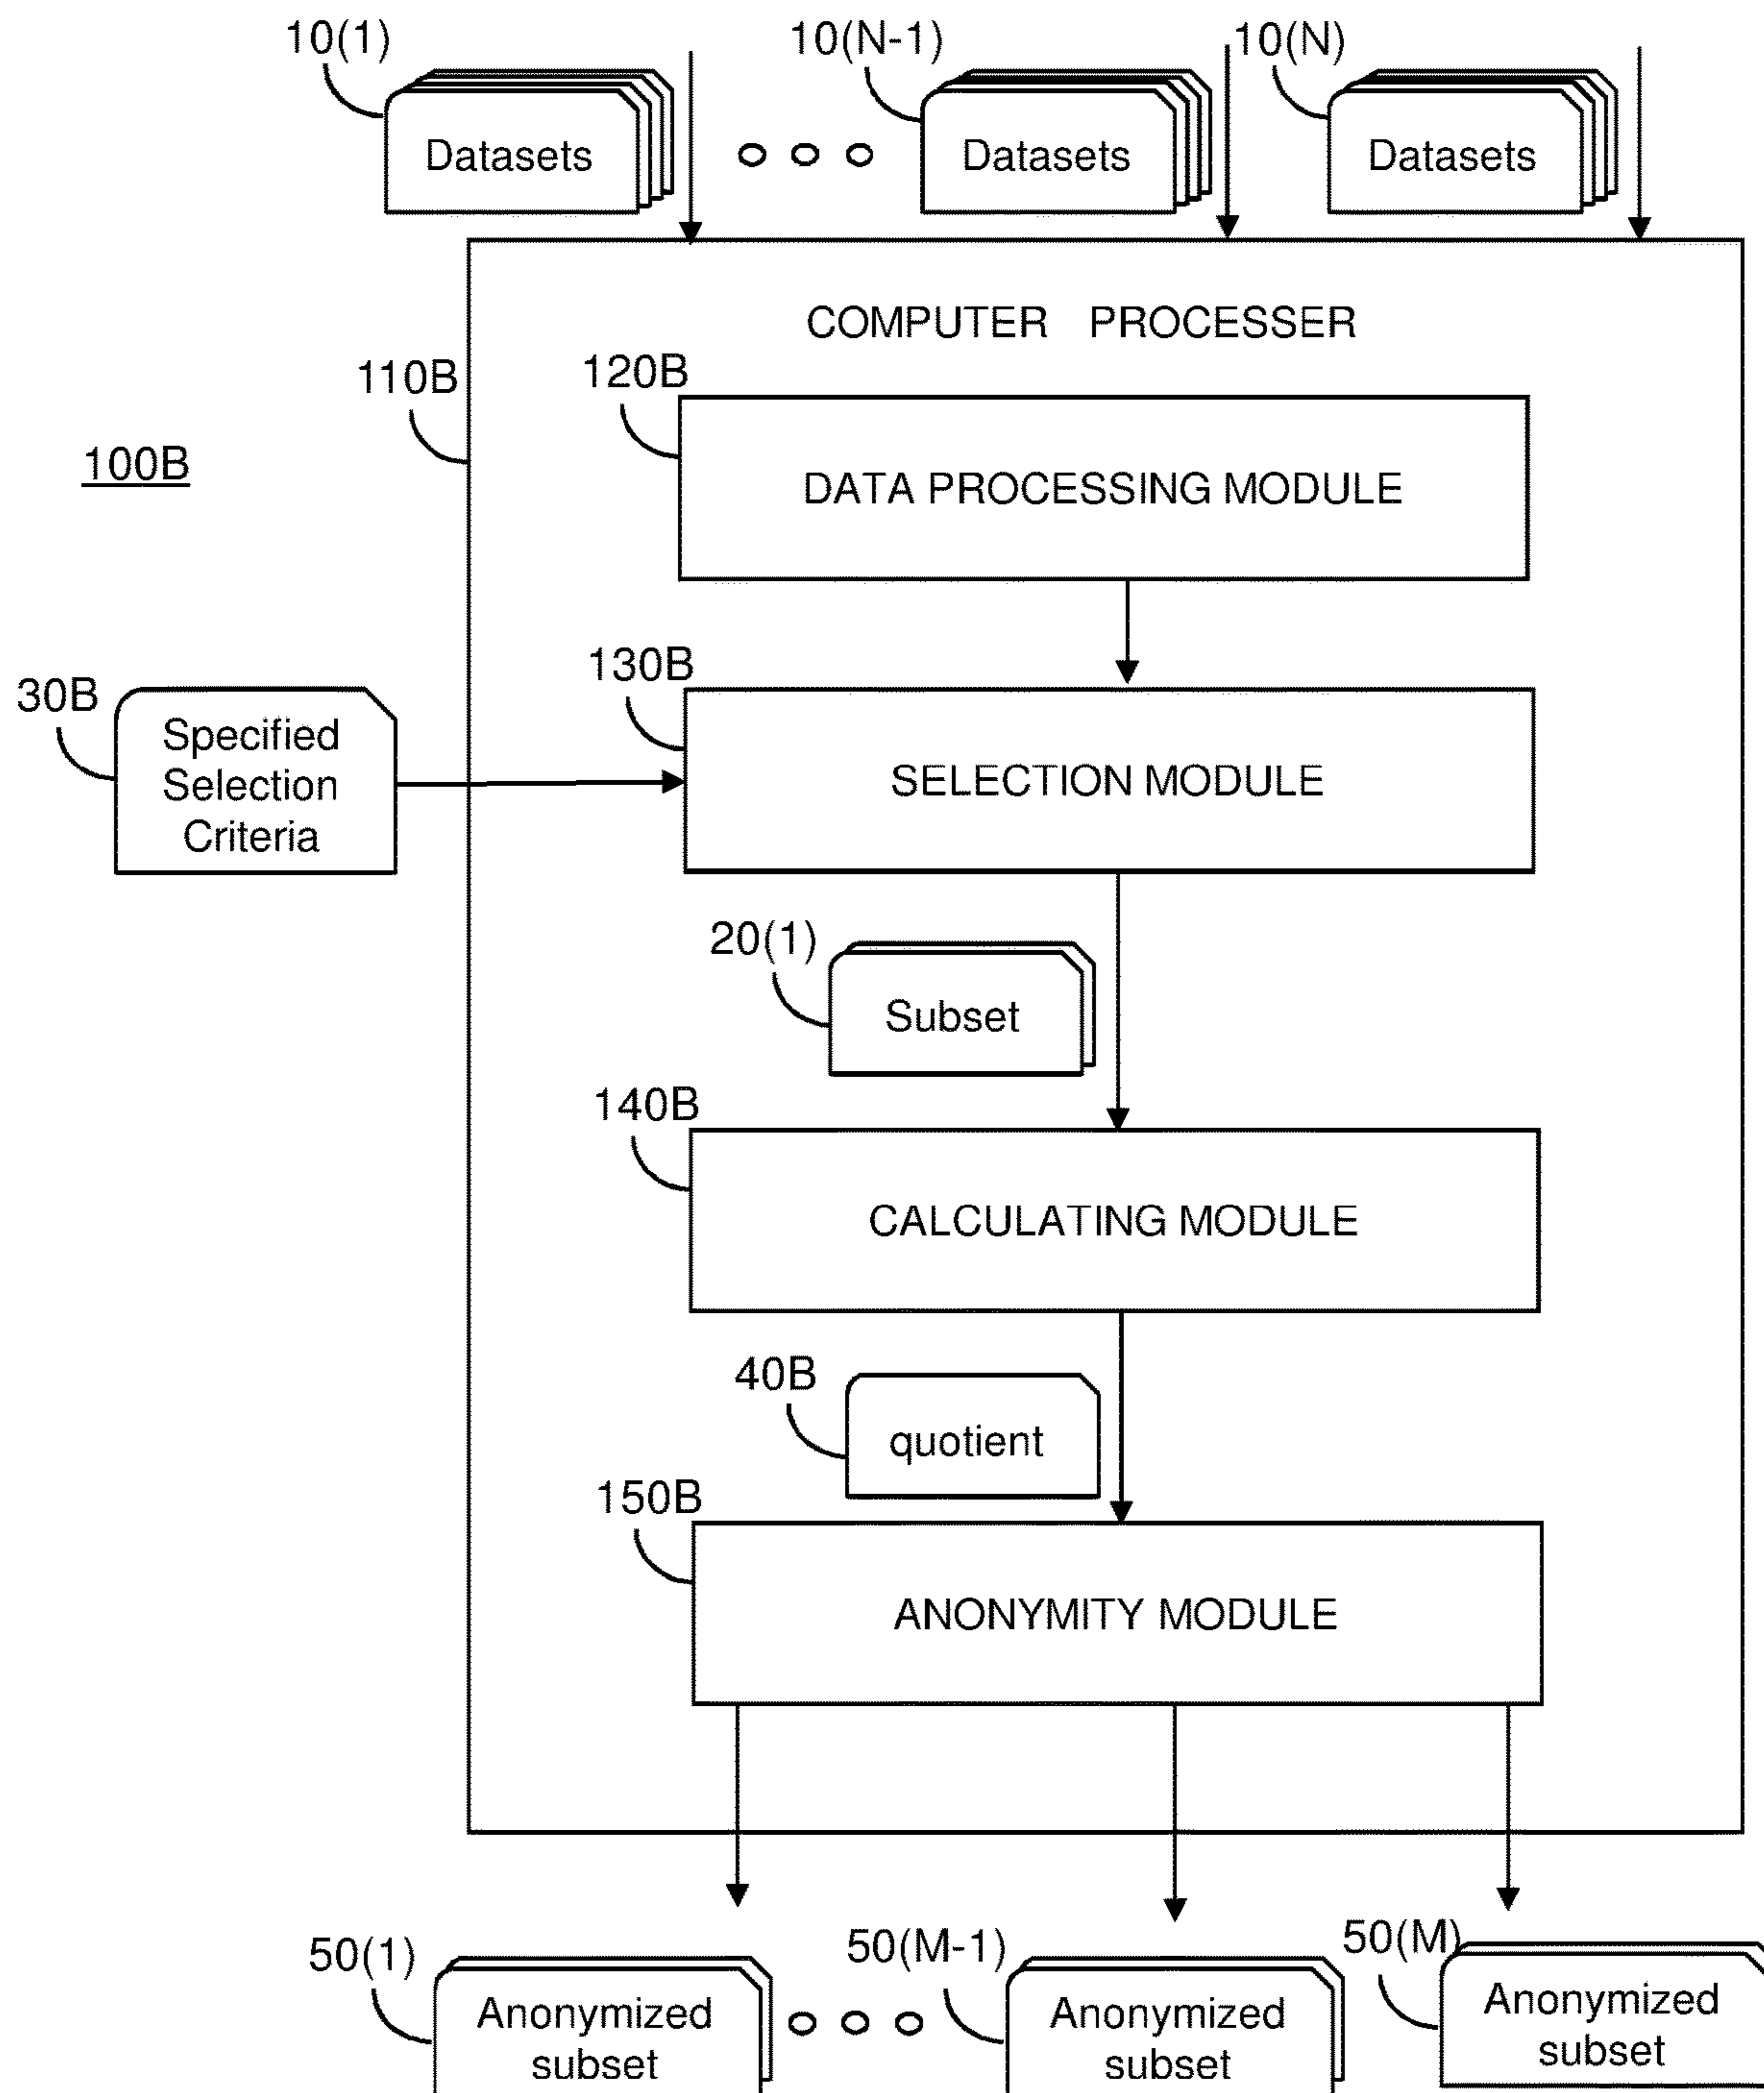 10(1)
10(N-1)
10(N)
Datasets
Datasets
Datasets
COMPUTER PROCESSER
110B
120B
100B
DATA PROCESSING MODULE
130B
30B
Specified
Selection
Criteria
SELECTION MODULE
20(1)
Subset
140B
CALCULATING MODULE
40B
quotient
150B
ANONYMITY MODULE
50(1)
50(M-1)
50(M)
Anonymized
subset
Anonymized
subset
Anonymized
subset